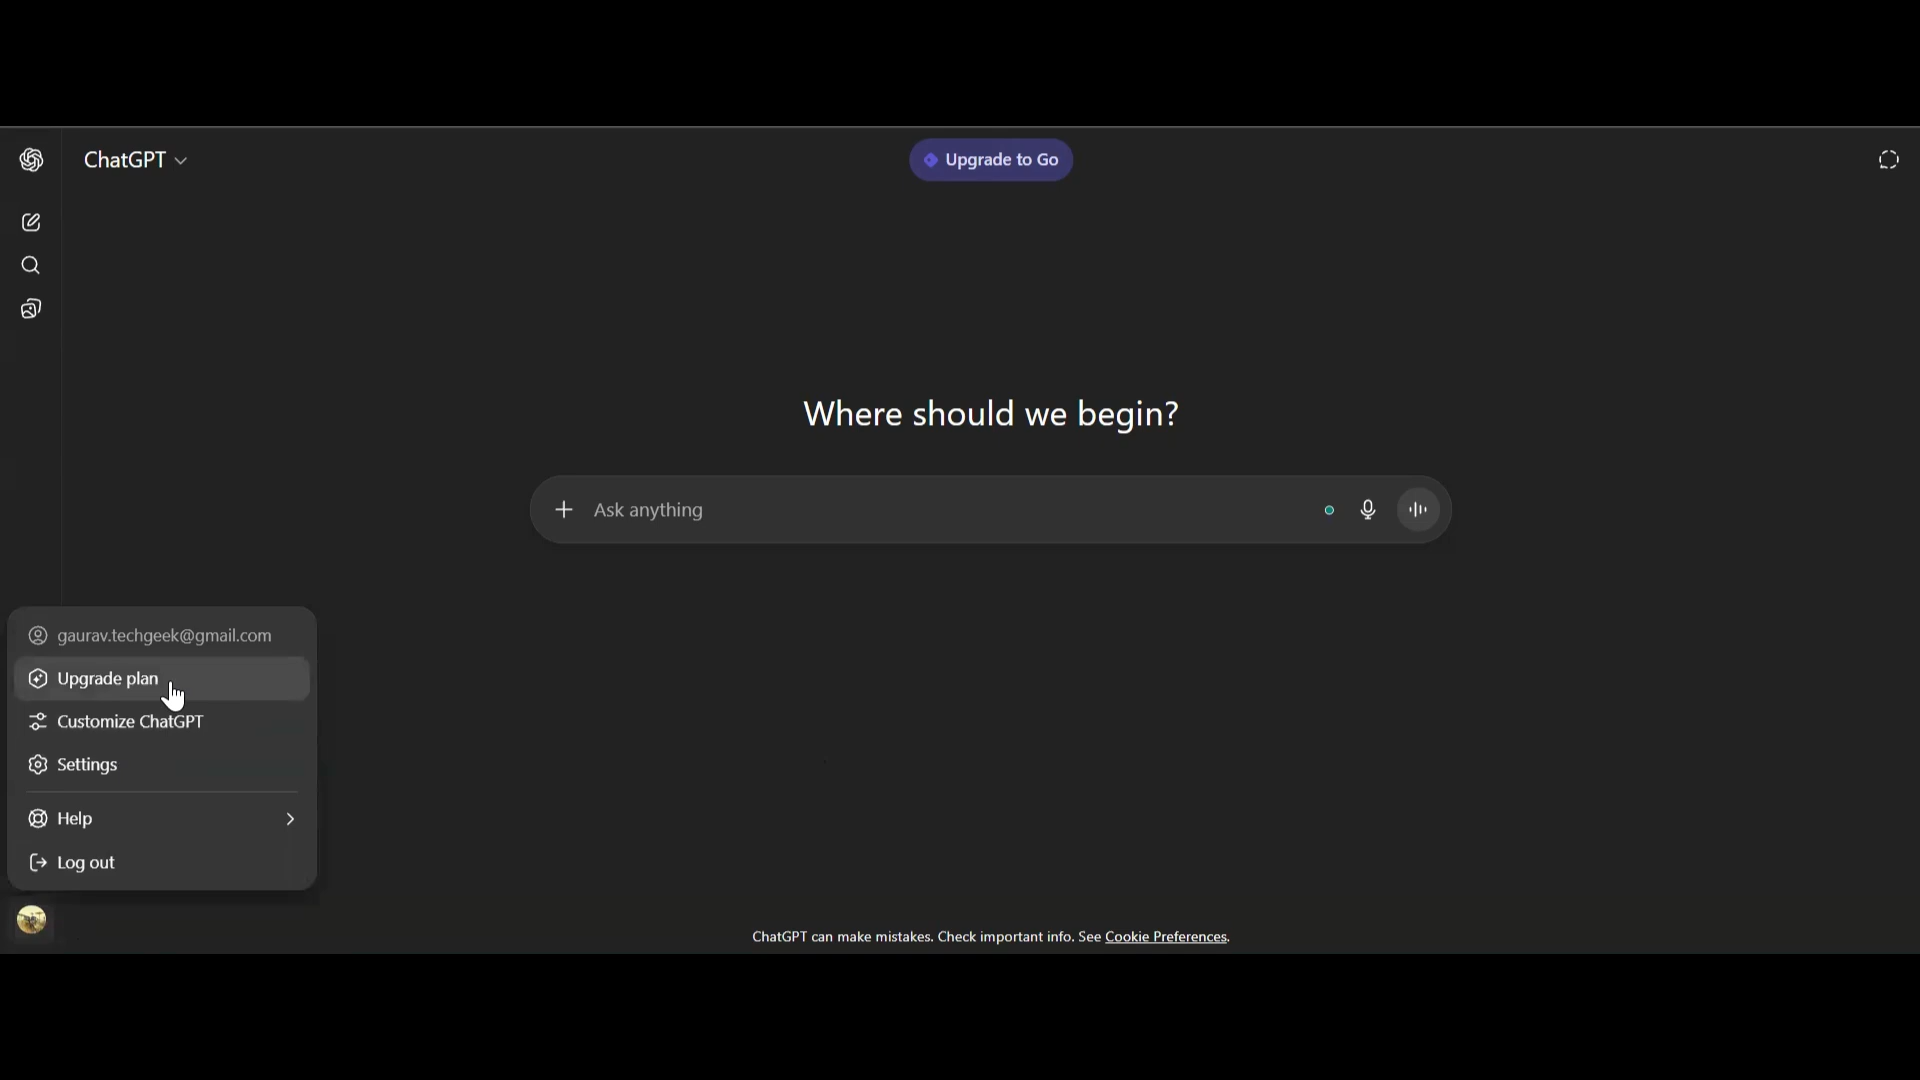 ChatGPT
Upgrade to Go
Where should we begin?
Ask anything
gaurav.techgeek@gmail.com
Upgrade plan
Customize ChatGPT
Settings
Help
Log out
ChatGPT can make mistakes. Check important info. See Cookie Preferences.